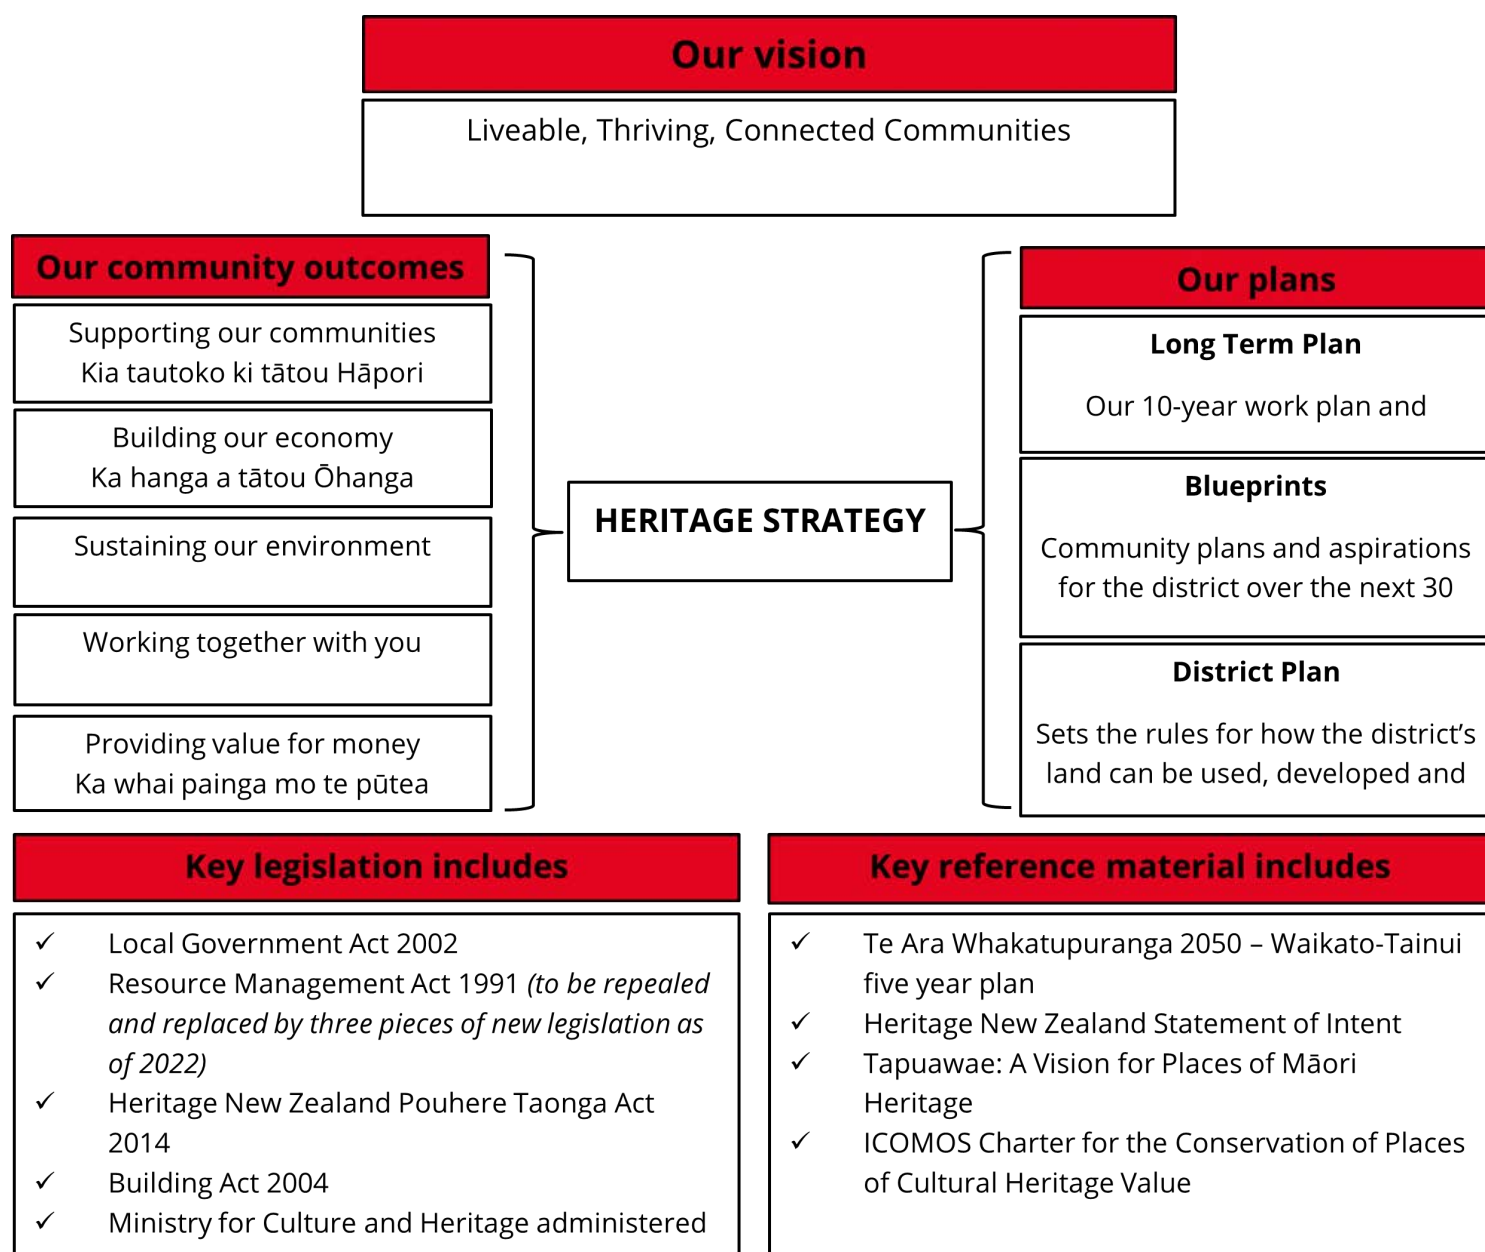 Our vision
Liveable, Thriving, Connected Communities
Our community outcomes
Supporting our communities
Kia tautoko ki tātou Hāpori
Building our economy
Ka hanga a tātou Ōhanga
Sustaining our environment
Working together with you
Providing value for money
Ka whai painga mo te pūtea
HERITAGE STRATEGY
Our plans
Long Term Plan
Our 10-year work plan and
Blueprints
Community plans and aspirations
for the district over the next 30
District Plan
Sets the rules for how the district’s
land can be used, developed and
Key legislation includes
✓ Local Government Act 2002
✓ Resource Management Act 1991 (to be repealed
and replaced by three pieces of new legislation as
of 2022)
✓ Heritage New Zealand Pouhere Taonga Act
2014
✓ Building Act 2004
✓ Ministry for Culture and Heritage administered
Key reference material includes
✓ Te Ara Whakatupuranga 2050 – Waikato-Tainui
five year plan
✓ Heritage New Zealand Statement of Intent
✓ Tapuawae: A Vision for Places of Māori
Heritage
✓ ICOMOS Charter for the Conservation of Places
of Cultural Heritage Value